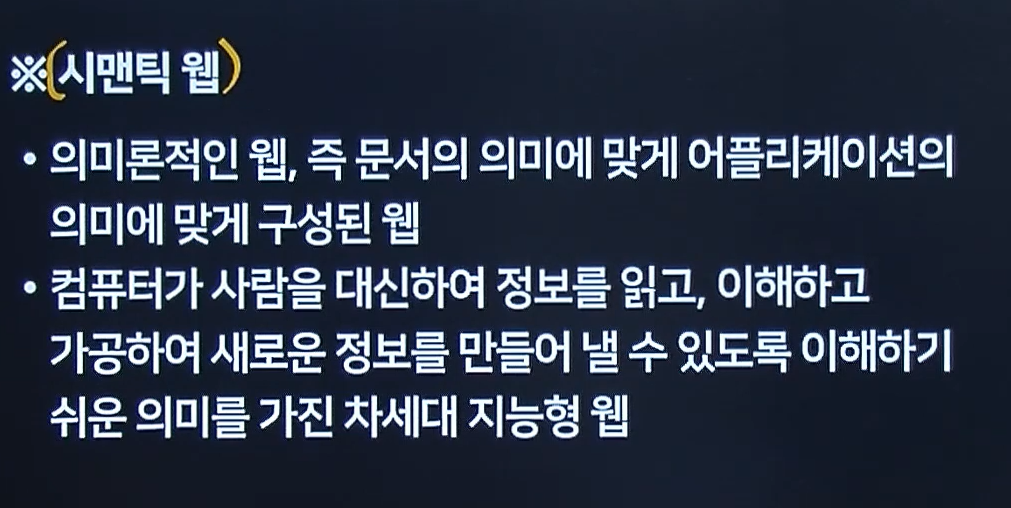 ※(시맨틱 웹)
• 의미론적인 웹, 즉 문서의 의미에 맞게 어플리케이션의
의미에 맞게 구성된 웹
• 컴퓨터가 사람을 대신하여 정보를 읽고, 이해하고
가공하여 새로운 정보를 만들어 낼 수 있도록 이해하기
쉬운 의미를 가진 차세대 지능형 웹